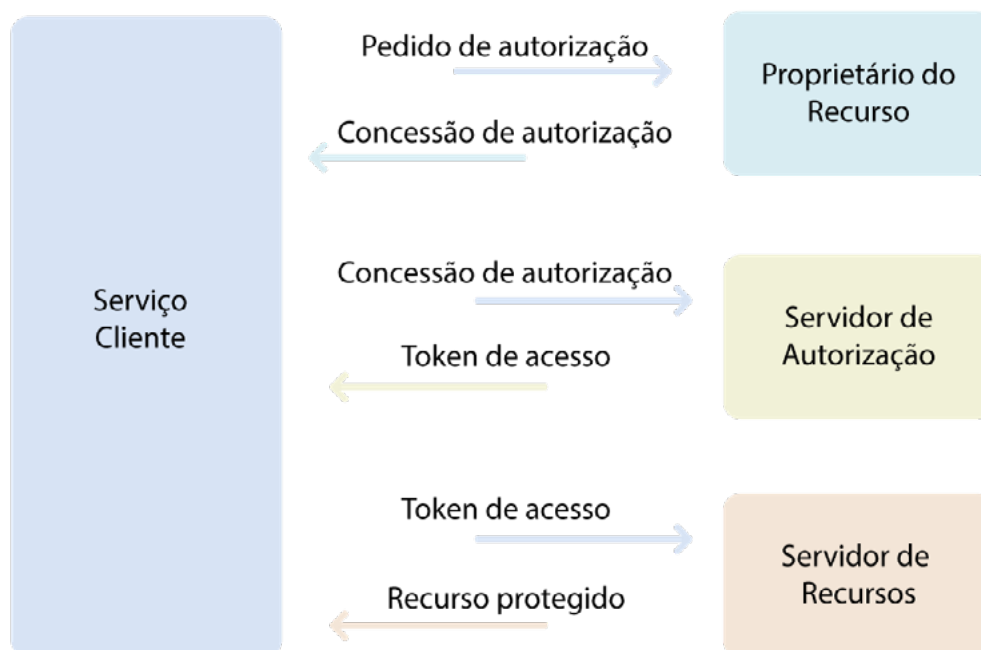 Pedido de autorização
Proprietário do
Recurso
Concessão de autorização
Serviço
Cliente
Concessão de autorização
Token de acesso
Servidor de
Autorização
Token de acesso
Recurso protegido
Servidor de
Recursos